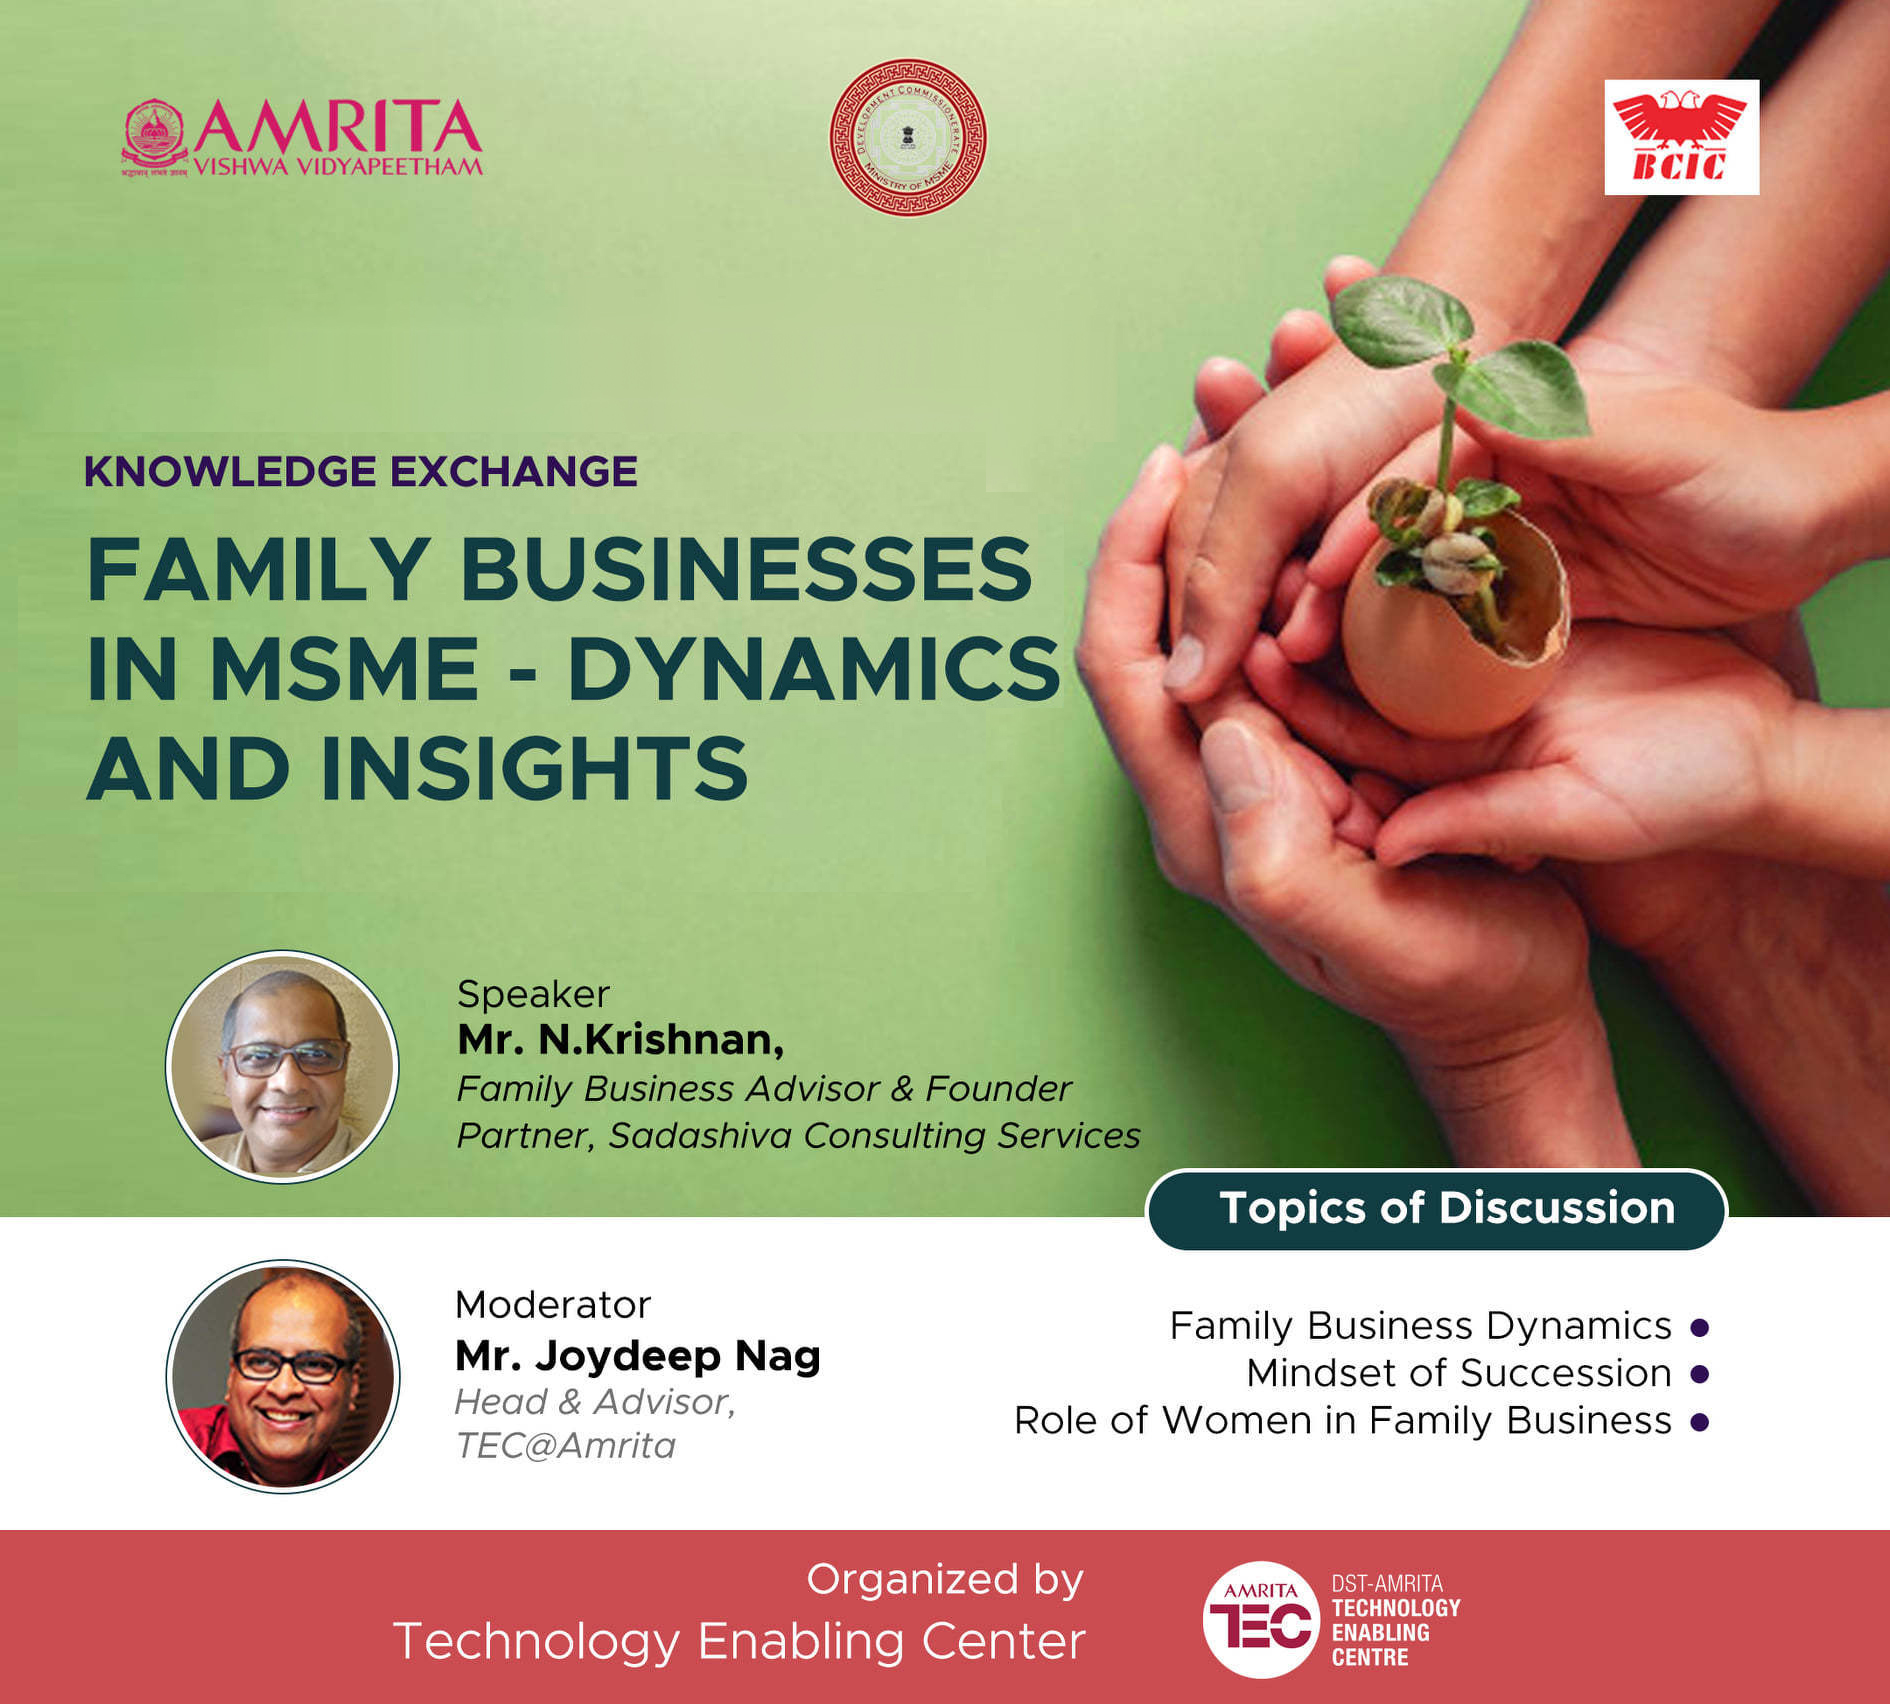 AMRITA
VISHWA VIDYAPEETHAM
श्रद्धावान् लभते ज्ञानम्
DEVELOPMENT COMMISSIONERATE
MINISTRY OF MSME
BCIC
KNOWLEDGE EXCHANGE
FAMILY BUSINESSES
IN MSME - DYNAMICS
AND INSIGHTS
Speaker
Mr. N.Krishnan,
Family Business Advisor & Founder
Partner, Sadashiva Consulting Services
Moderator
Mr. Joydeep Nag
Head & Advisor,
TEC@Amrita
Topics of Discussion
Family Business Dynamics
Mindset of Succession
Role of Women in Family Business
Organized by
Technology Enabling Center
AMRITA
TEC
DST-AMRITA
TECHNOLOGY
ENABLING
CENTRE